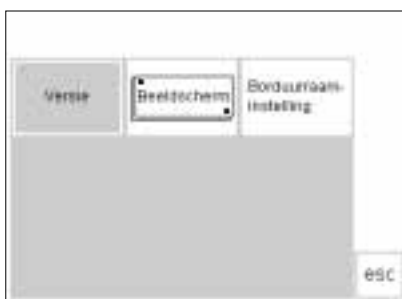 Versie
Beeldscherm
Borduurraam-
instelling
esc